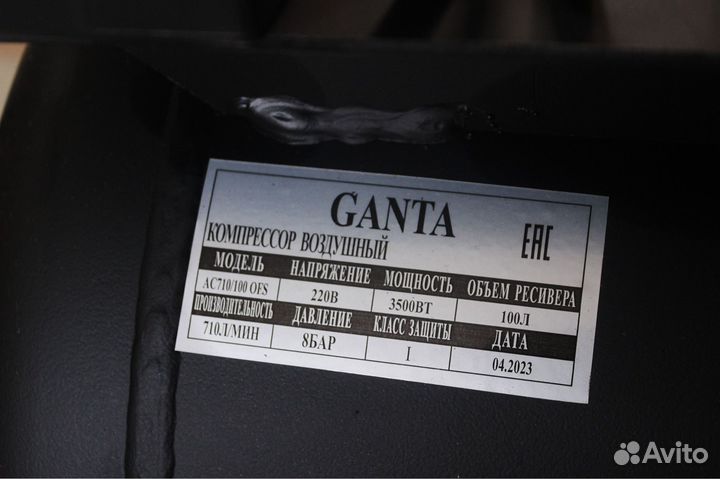 GANTA
КОМПРЕССОР ВОЗДУШНЫЙ
EAC
МОДЕЛЬ НАПРЯЖЕНИЕ МОЩНОСТЬ ОБЪЕМ РЕСИВЕРА
AC710/100 OFS 220В 3500ВТ 100Л
ПРОИЗВОДИТЕЛЬНОСТЬ ДАВЛЕНИЕ КЛАСС ЗАЩИТЫ ДАТА
710Л/МИН 8БАР I 04.2023
Avito